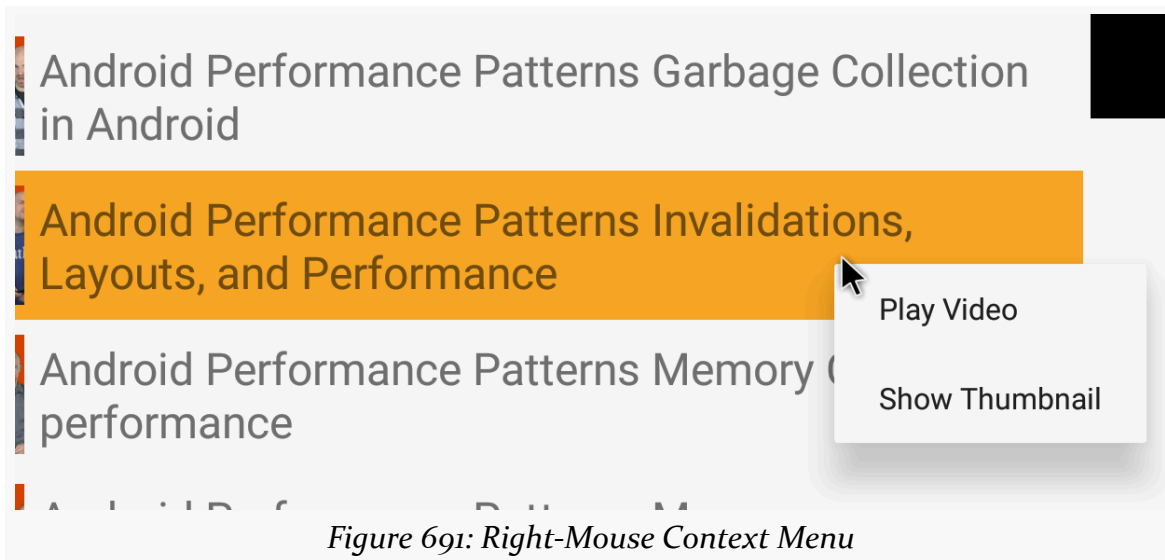 Android Performance Patterns Garbage Collection
in Android
Android Performance Patterns Invalidations,
Layouts, and Performance
Play Video
Android Performance Patterns Memory
performance
Show Thumbnail
Figure 691: Right-Mouse Context Menu